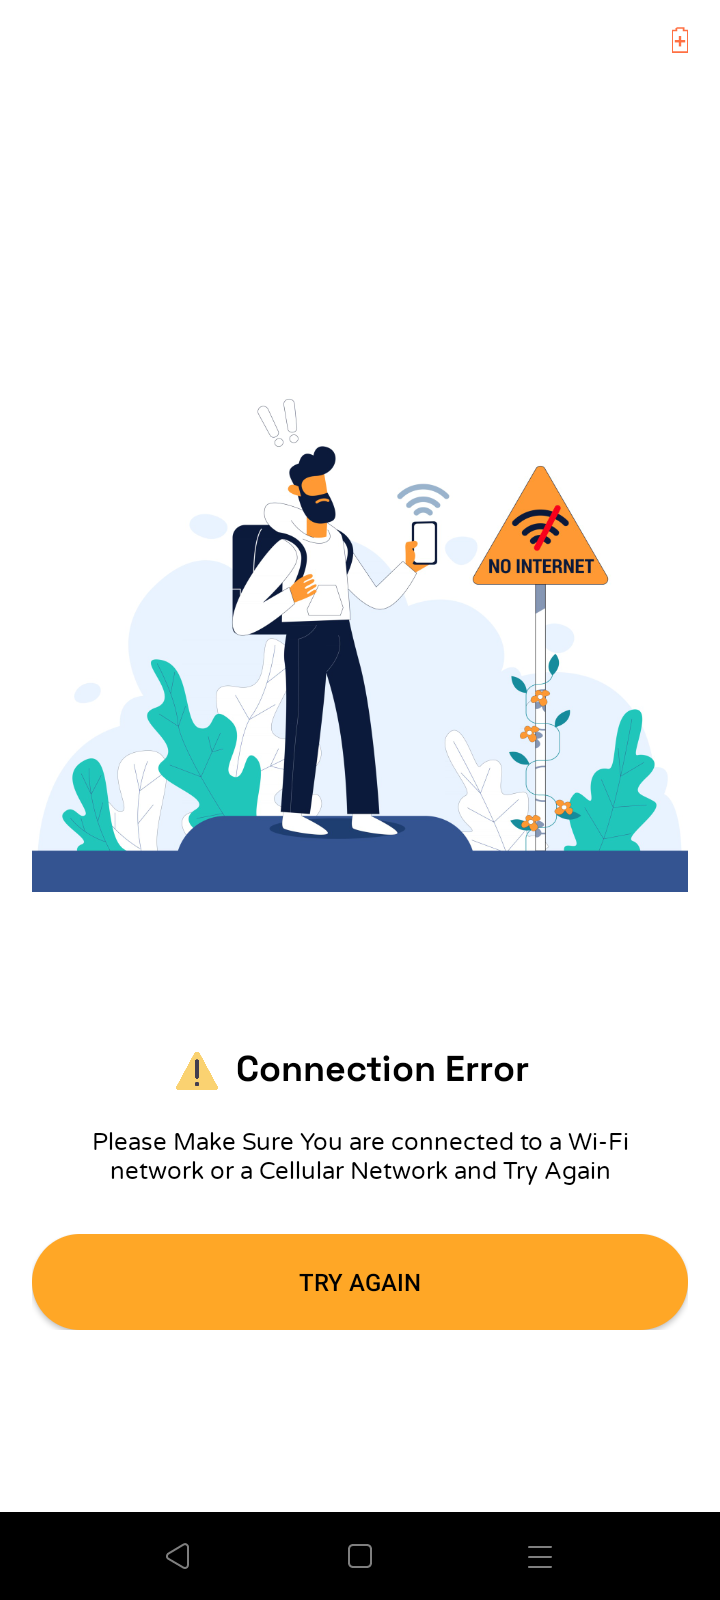 NO INTERNET
Connection Error
Please Make Sure You are connected to a Wi-Fi
network or a Cellular Network and Try Again
TRY AGAIN